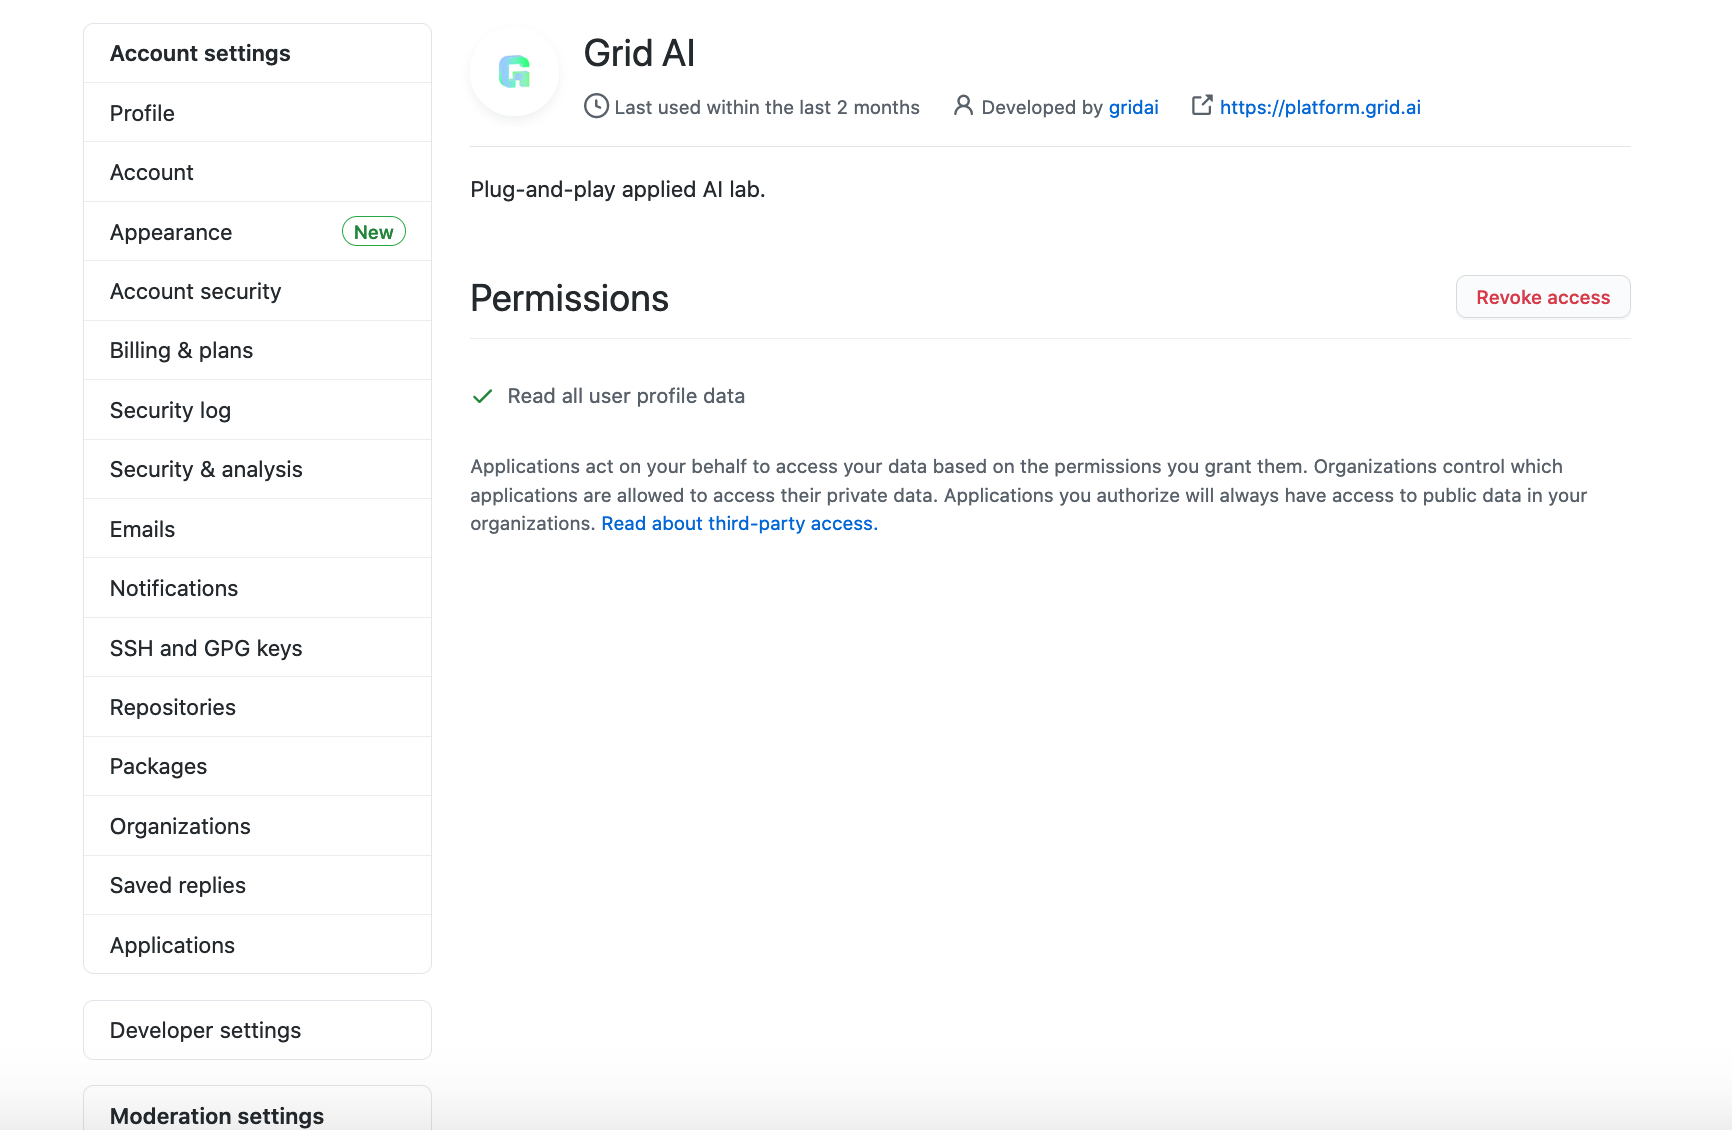 Account settings
Profile
Account
Appearance New
Account security
Billing & plans
Security log
Security & analysis
Emails
Notifications
SSH and GPG keys
Repositories
Packages
Organizations
Saved replies
Applications
Developer settings
Moderation settings
Grid AI
Last used within the last 2 months Developed by gridai https://platform.grid.ai
Plug-and-play applied AI lab.
Permissions
Revoke access
Read all user profile data
Applications act on your behalf to access your data based on the permissions you grant them. Organizations control which
applications are allowed to access their private data. Applications you authorize will always have access to public data in your
organizations. Read about third-party access.